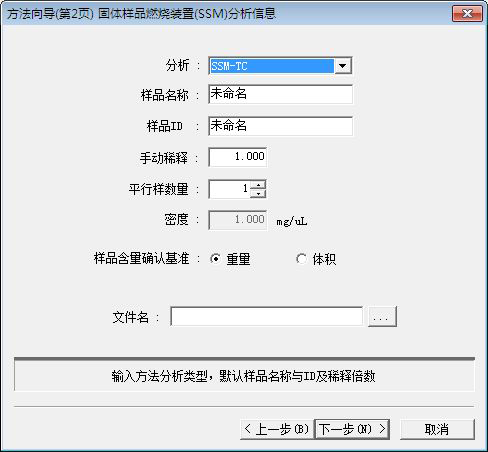 方法向导(第2页) 固体样品燃烧装置(SSM)分析信息
分析 : SSM-TC
样品名称 : 未命名
样品ID : 未命名
手动稀释 : 1.000
平行样数量 : 1
密度 : 1.000 mg/uL
样品含量确认基准 : 重量 体积
文件名 : ...
输入方法分析类型，默认样品名称与ID及稀释倍数
< 上一步(B) 下一步(N) > 取消